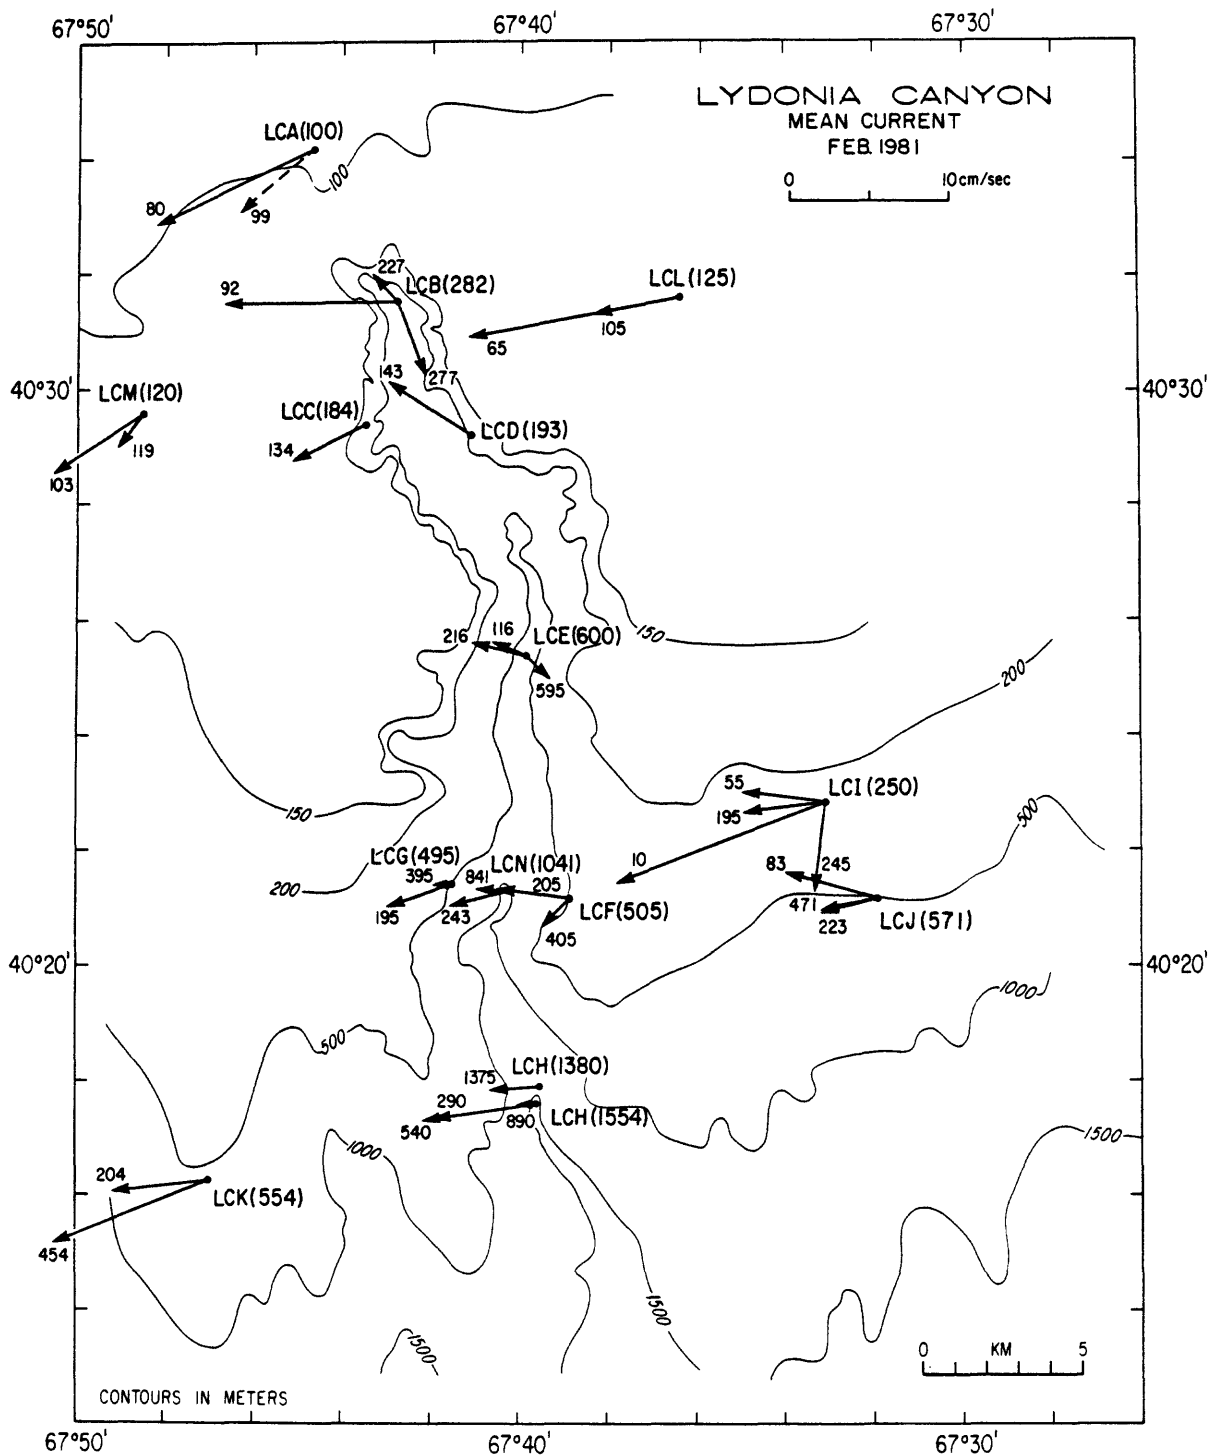 67°50' 67°40' 67°30'
LYDONIA CANYON
MEAN CURRENT
FEB. 1981
0 10 cm/sec
LCA(100)
100
80
99
227
LCB(282)
LCL(125)
92
105
65
277
143
40°30' 40°30'
LCM(120)
LCC(184)
LCD(193)
119
134
103
216 116 LCE(600)
150
595
200
55
LCI(250)
195
150
500
LCG(495) LCN(1041)
10
83 245
395 841 205
200
195 243
LCF(505)
471
223
LCJ(571)
405
40°20' 40°20'
1000
500
LCH(1380)
1375
290
540 890 LCH(1554)
1000
1500
204
LCK(554)
454
1500
1500
0 KM 5
CONTOURS IN METERS
67°50' 67°40' 67°30'